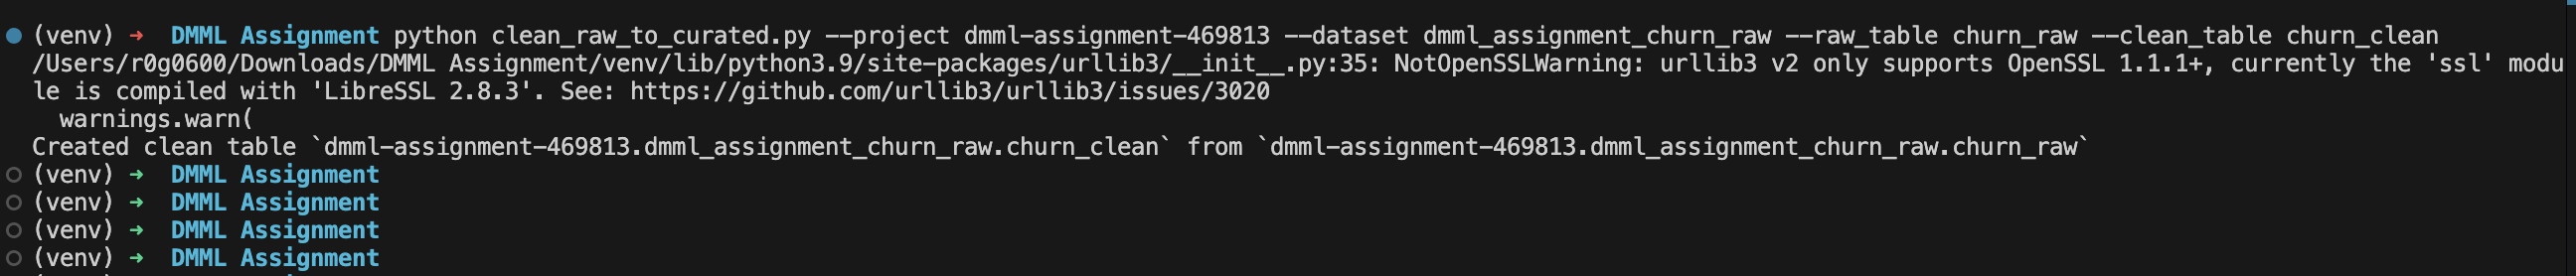 (venv) ➜ DMML Assignment python clean_raw_to_curated.py --project dmml-assignment-469813 --dataset dmml_assignment_churn_raw --raw_table churn_raw --clean_table churn_clean
/Users/r0g0600/Downloads/DMML Assignment/venv/lib/python3.9/site-packages/urllib3/__init__.py:35: NotOpenSSLWarning: urllib3 v2 only supports OpenSSL 1.1.1+, currently the 'ssl' modu
le is compiled with 'LibreSSL 2.8.3'. See: https://github.com/urllib3/urllib3/issues/3020
  warnings.warn(
Created clean table `dmml-assignment-469813.dmml_assignment_churn_raw.churn_clean` from `dmml-assignment-469813.dmml_assignment_churn_raw.churn_raw`
(venv) ➜ DMML Assignment
(venv) ➜ DMML Assignment
(venv) ➜ DMML Assignment
(venv) ➜ DMML Assignment